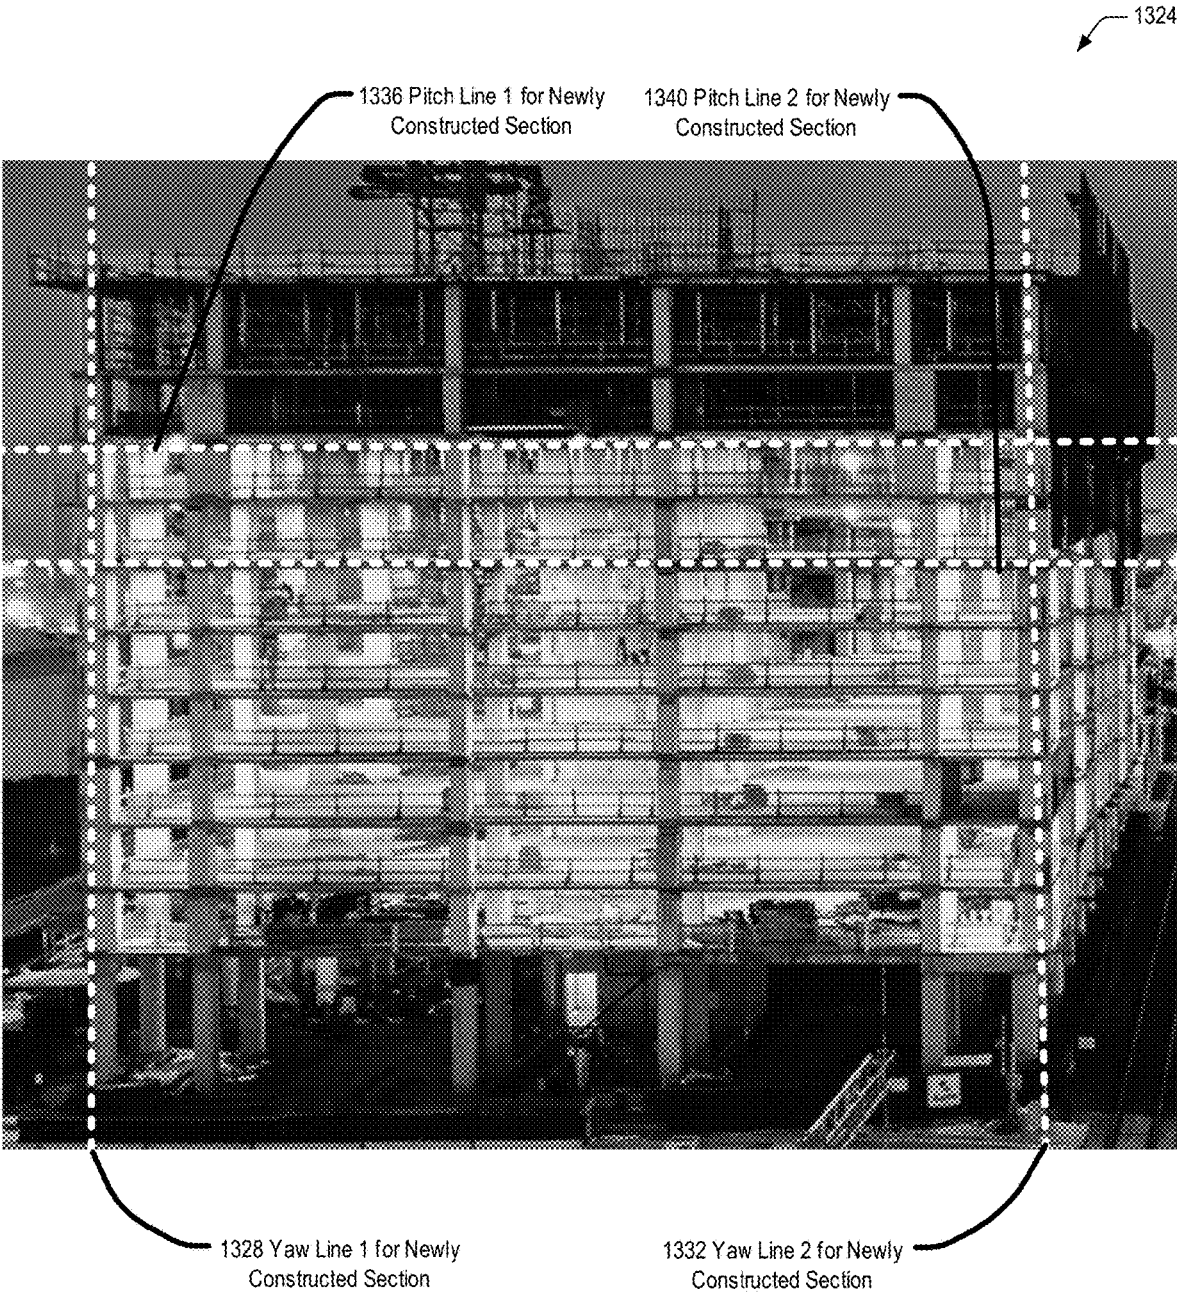 1324
1336 Pitch Line 1 for Newly
Constructed Section
1340 Pitch Line 2 for Newly
Constructed Section
1328 Yaw Line 1 for Newly
Constructed Section
1332 Yaw Line 2 for Newly
Constructed Section